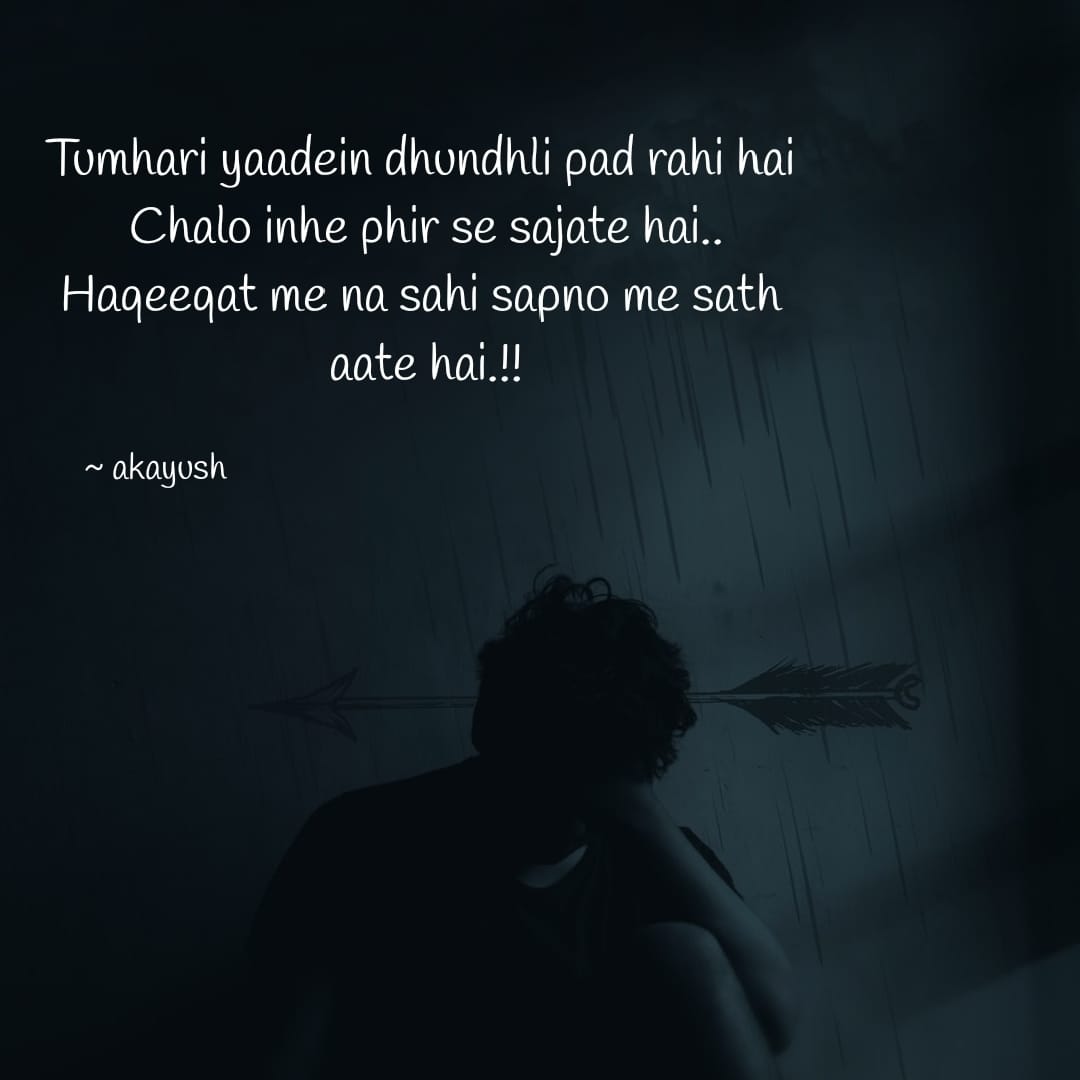 Tumhari yaadein dhundhli pad rahi hai
Chalo inhe phir se sajate hai..
Haqeeqat me na sahi sapno me sath
aate hai.!!
~ akayush